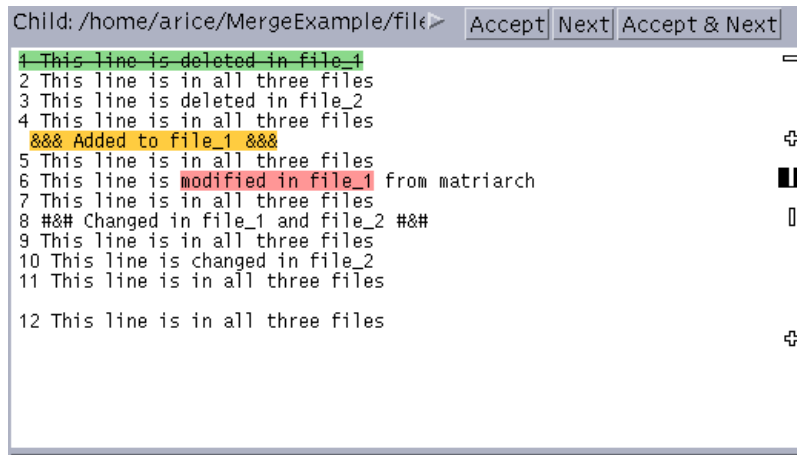 Child: /home/arice/MergeExample/file Accept Next Accept & Next
1 This line is deleted in file_1
2 This line is in all three files
3 This line is deleted in file_2
4 This line is in all three files
&&& Added to file_1 &&&
5 This line is in all three files
6 This line is modified in file_1 from matriarch
7 This line is in all three files
8 #&# Changed in file_1 and file_2 #&#
9 This line is in all three files
10 This line is changed in file_2
11 This line is in all three files
12 This line is in all three files